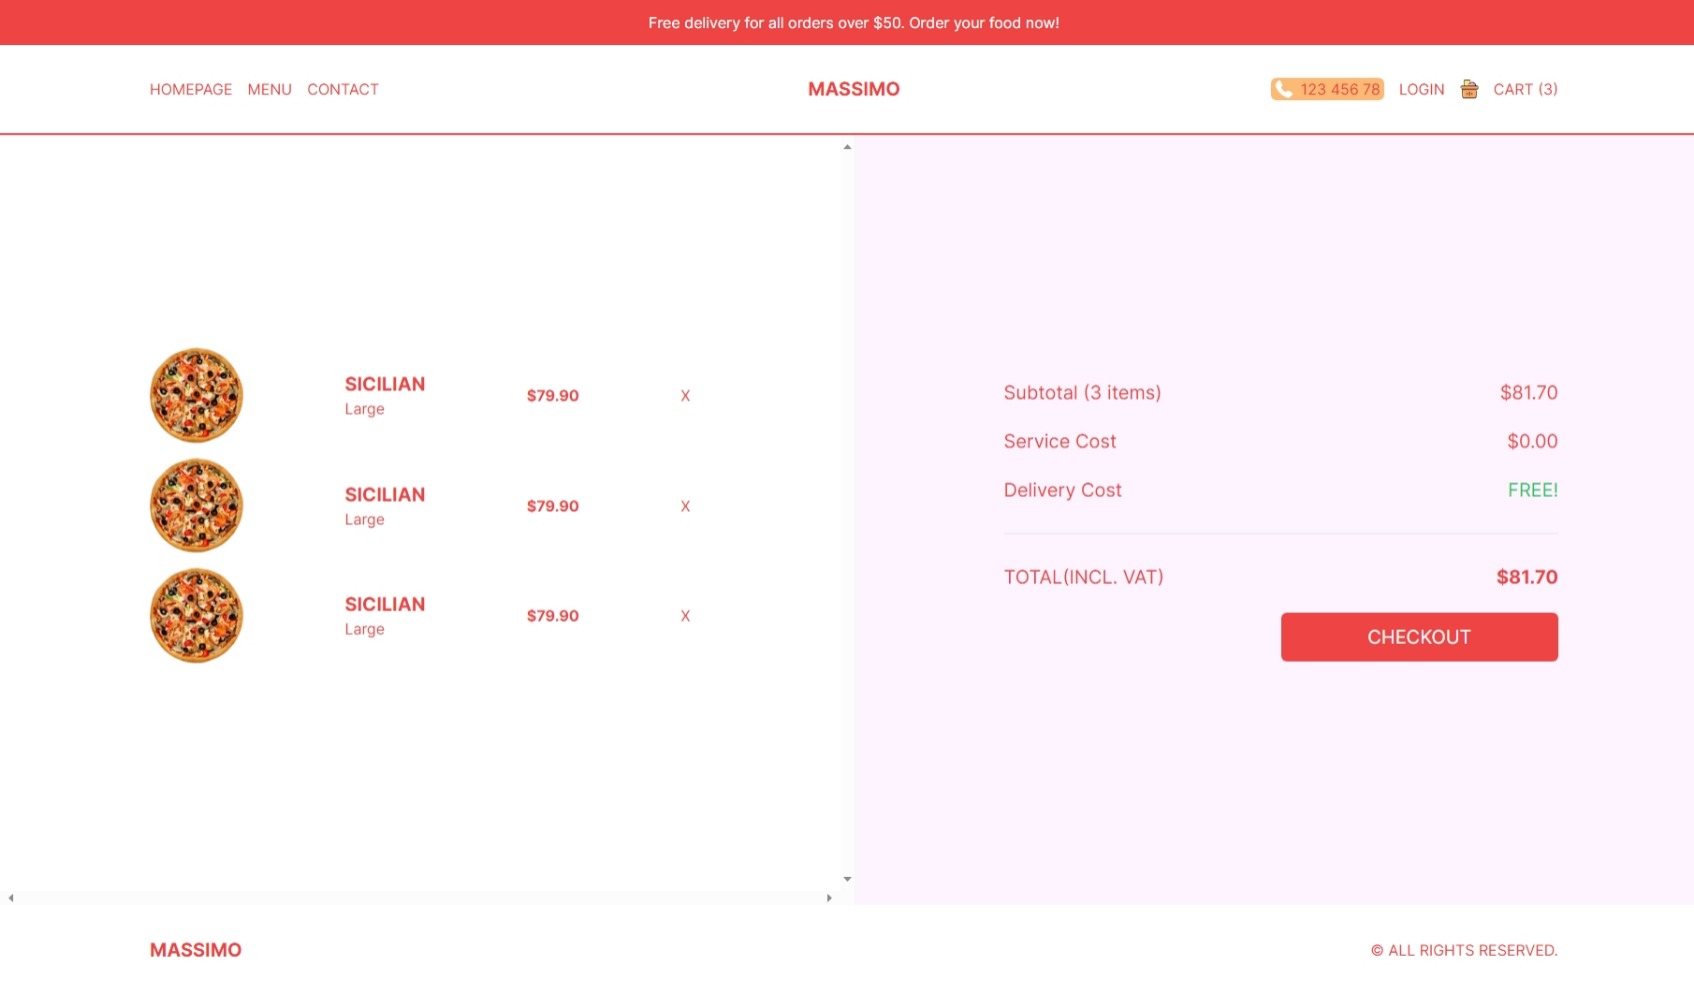 Free delivery for all orders over $50. Order your food now!
HOMEPAGE MENU CONTACT
MASSIMO
123 456 78 LOGIN CART (3)
SICILIAN
Large
$79.90
X
SICILIAN
Large
$79.90
X
SICILIAN
Large
$79.90
X
Subtotal (3 items) $81.70
Service Cost $0.00
Delivery Cost FREE!
TOTAL(INCL. VAT) $81.70
CHECKOUT
MASSIMO
© ALL RIGHTS RESERVED.